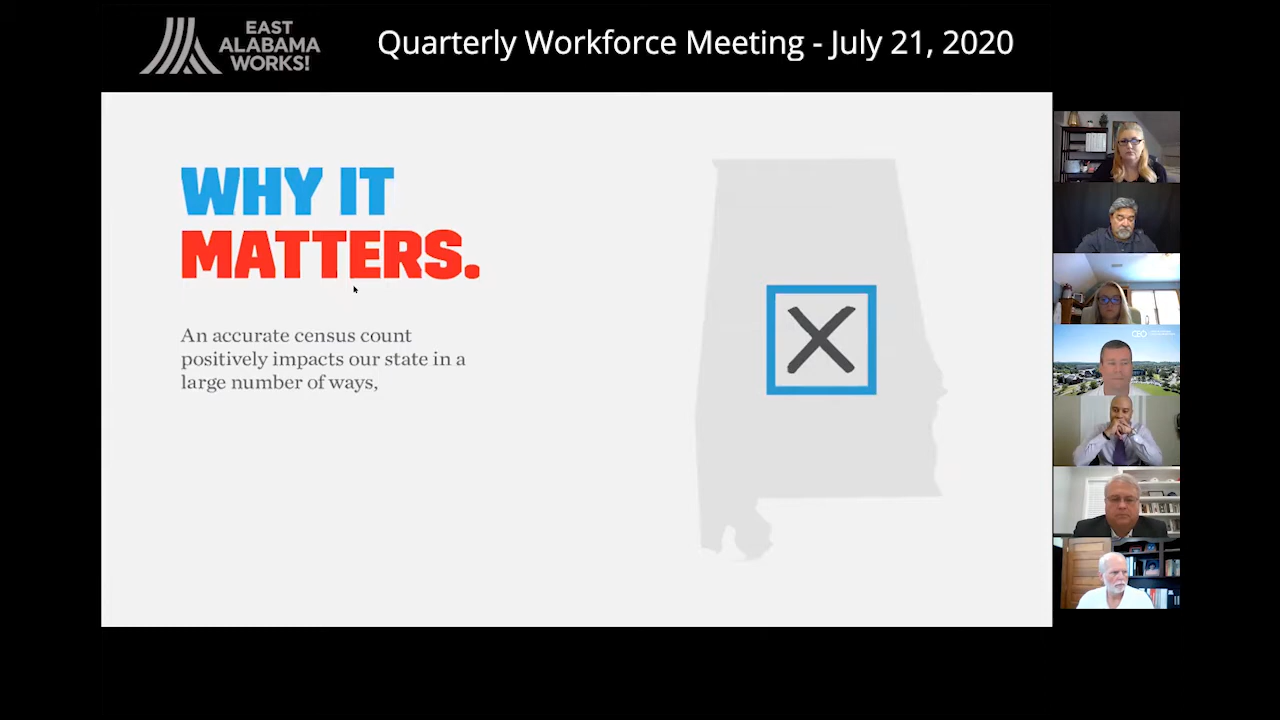 EAST
ALABAMA
WORKS!
Quarterly Workforce Meeting - July 21, 2020
WHY IT
MATTERS.
An accurate census count
positively impacts our state in a
large number of ways,
CEO